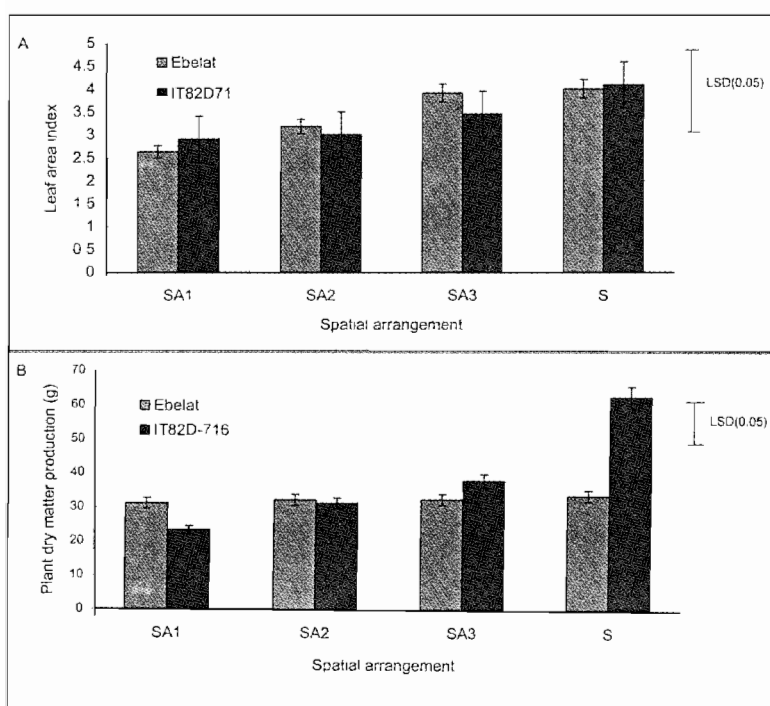 A
Leaf area index
5
4.5
4
3.5
3
2.5
2
1 5
1
0 5
0
Ebelat
IT82D71
LSD(0.05)
SA1 SA2 SA3 S
Spatial arrangement
B
Plant dry matter production (g)
70
60
50
40
30
20
10
0
Ebelat
IT82D-716
LSD(0.05)
SA1 SA2 SA3 S
Spatial arrangement